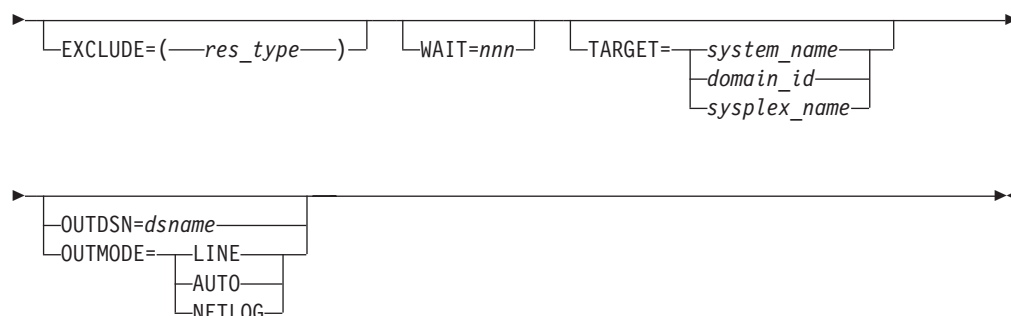 EXCLUDE=( res_type ) WAIT=nnn TARGET= system_name
domain_id
sysplex_name
OUTDSN=dsname
OUTMODE= LINE
AUTO
NETLOG